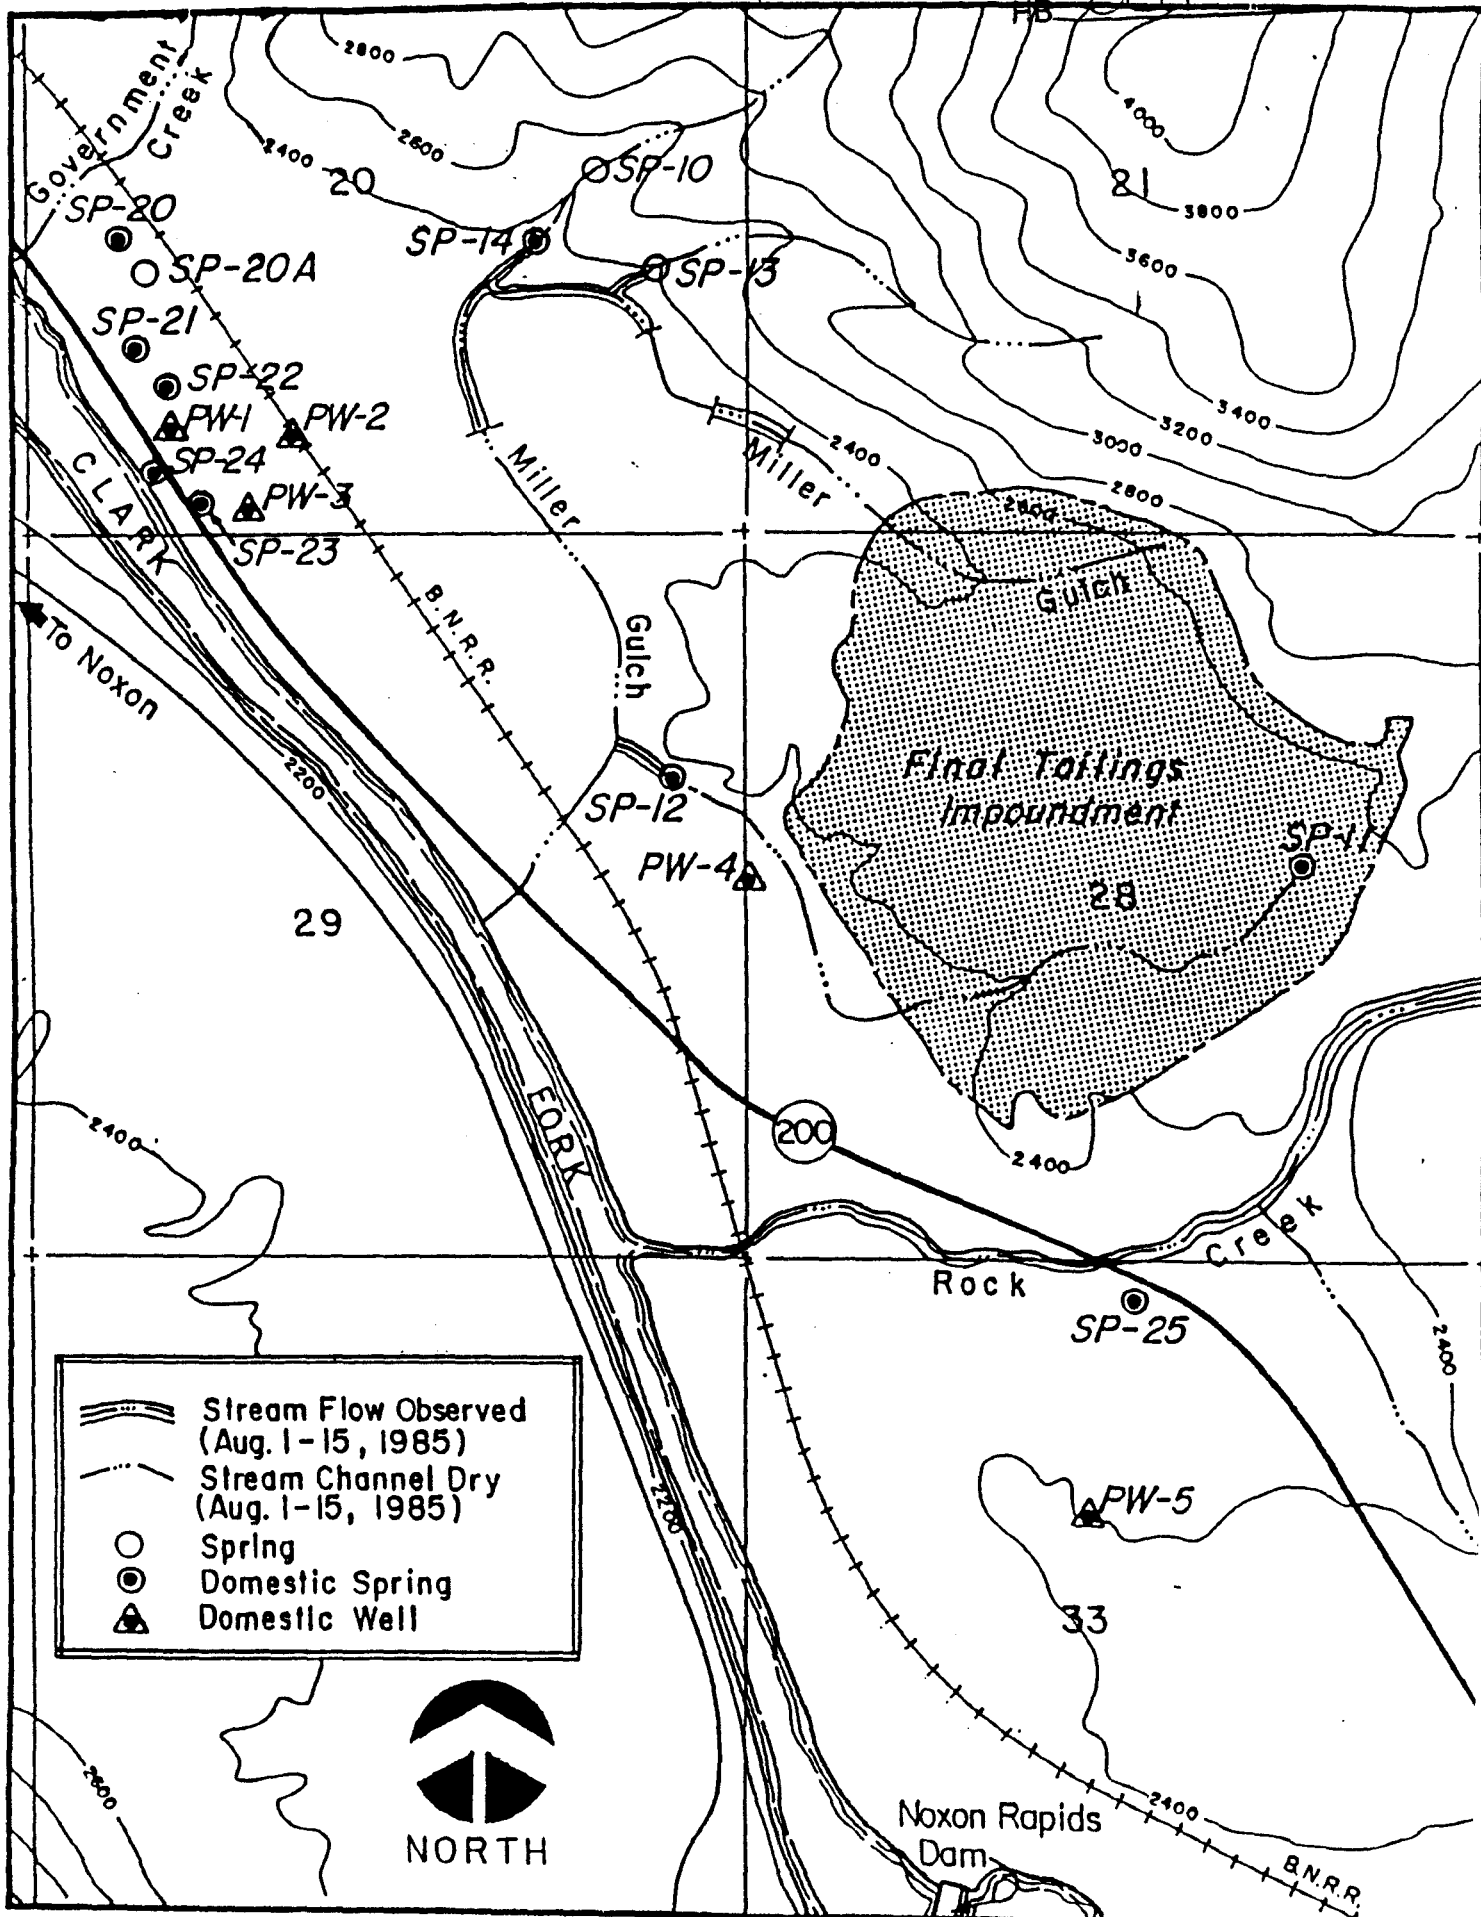 HB
2800
Government
Creek
2600
2400
20
SP-10
4000
21
3800
SP-20
SP-14
SP-20A
SP-13
3600
SP-21
SP-22
PW-1
PW-2
3400
3200
3000
2400
Miller
Miller
SP-24
2800
PW-3
2600
CLARK
SP-23
Gulch
B.N.R.R.
Gulch
To Noxon
2200
Final Tailings
Impoundment
SP-12
SP-11
PW-4
28
29
FORK
2400
200
2400
Creek
Rock
SP-25
2400
Stream Flow Observed
(Aug. 1-15, 1985)
Stream Channel Dry
(Aug. 1-15, 1985)
Spring
Domestic Spring
Domestic Well
2200
PW-5
33
2600
NORTH
Noxon Rapids
Dam
2400
B.N.R.R.